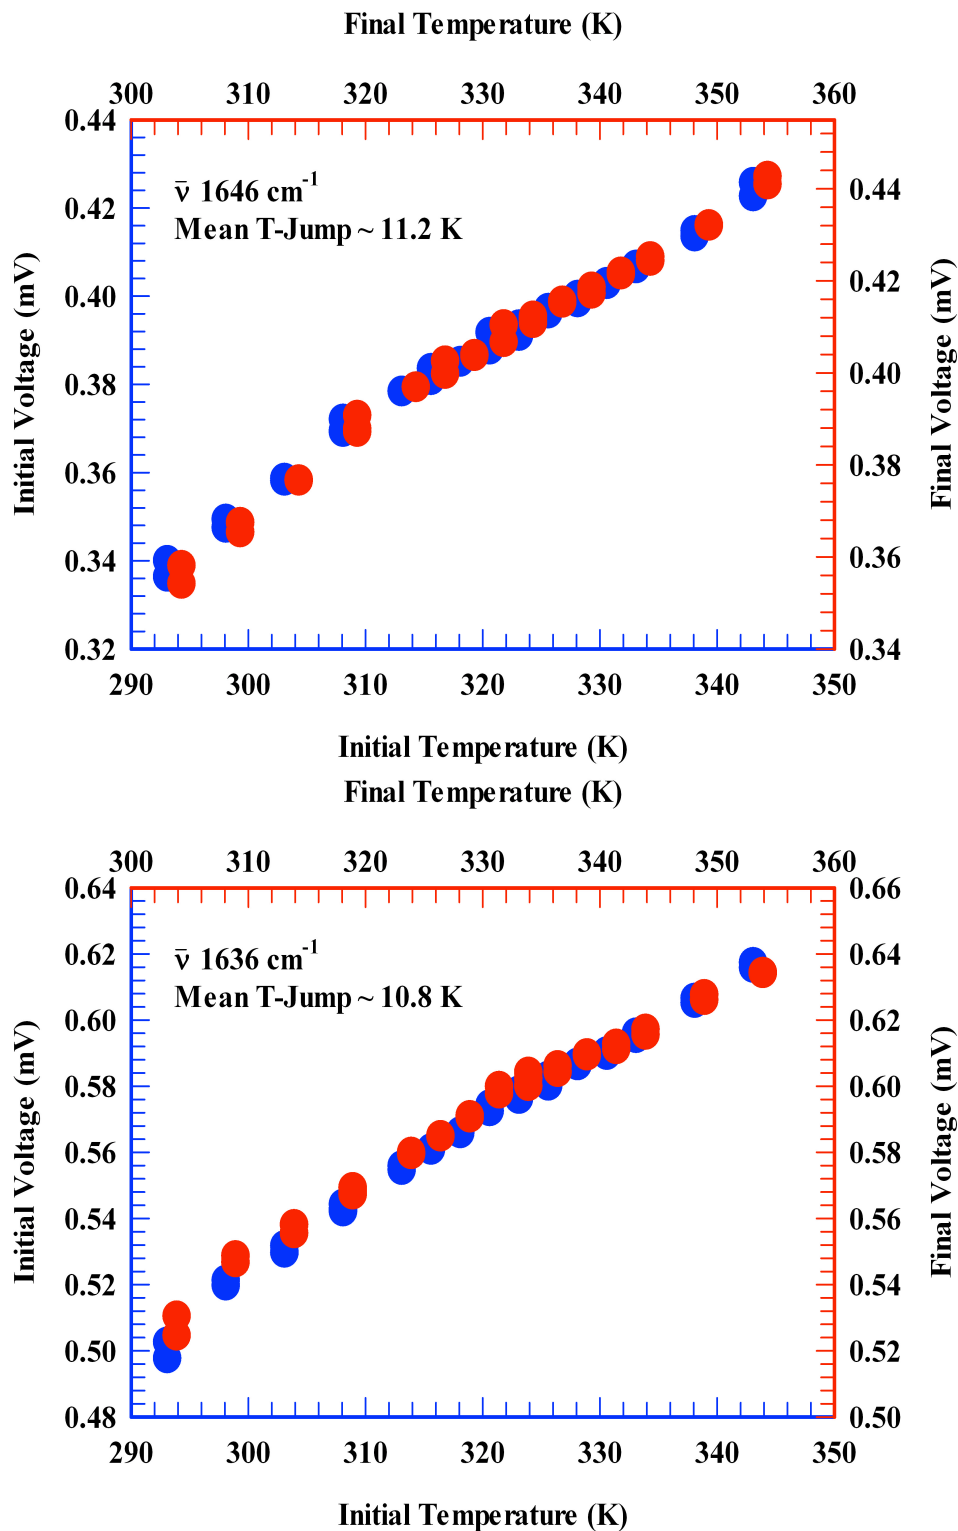 Final Temperature (K)
300 310 320 330 340 350 360
0.44
0.42
0.40
0.38
0.36
0.34
0.32
Initial Voltage (mV)
ν̄ 1646 cm⁻¹
Mean T-Jump ~ 11.2 K
0.44
0.42
0.40
0.38
0.36
0.34
Final Voltage (mV)
290 300 310 320 330 340 350
Initial Temperature (K)
Final Temperature (K)
300 310 320 330 340 350 360
0.64
0.62
0.60
0.58
0.56
0.54
0.52
0.50
0.48
Initial Voltage (mV)
ν̄ 1636 cm⁻¹
Mean T-Jump ~ 10.8 K
0.66
0.64
0.62
0.60
0.58
0.56
0.54
0.52
0.50
Final Voltage (mV)
290 300 310 320 330 340 350
Initial Temperature (K)